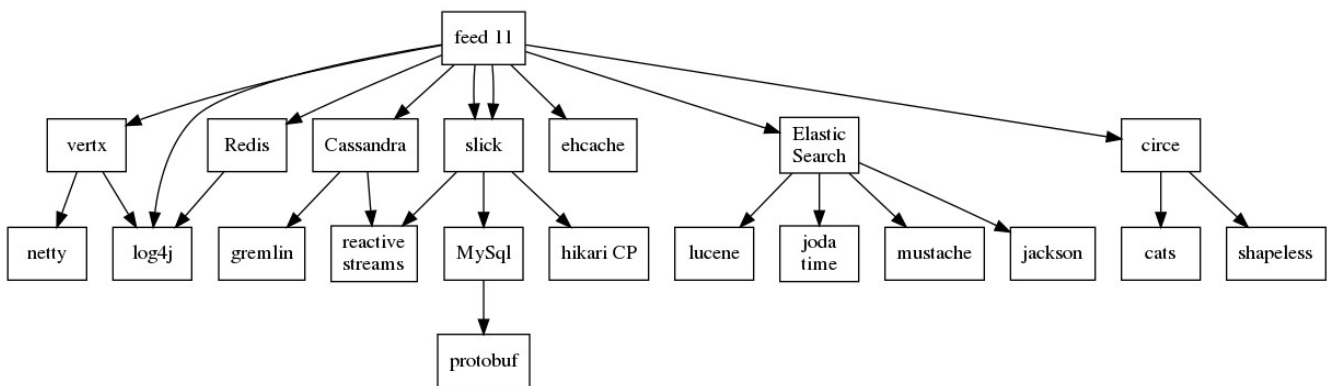 feed 11
vertx
Redis
Cassandra
slick
ehcache
Elastic
Search
circe
netty
log4j
gremlin
reactive
streams
MySql
hikari CP
lucene
joda
time
mustache
jackson
cats
shapeless
protobuf